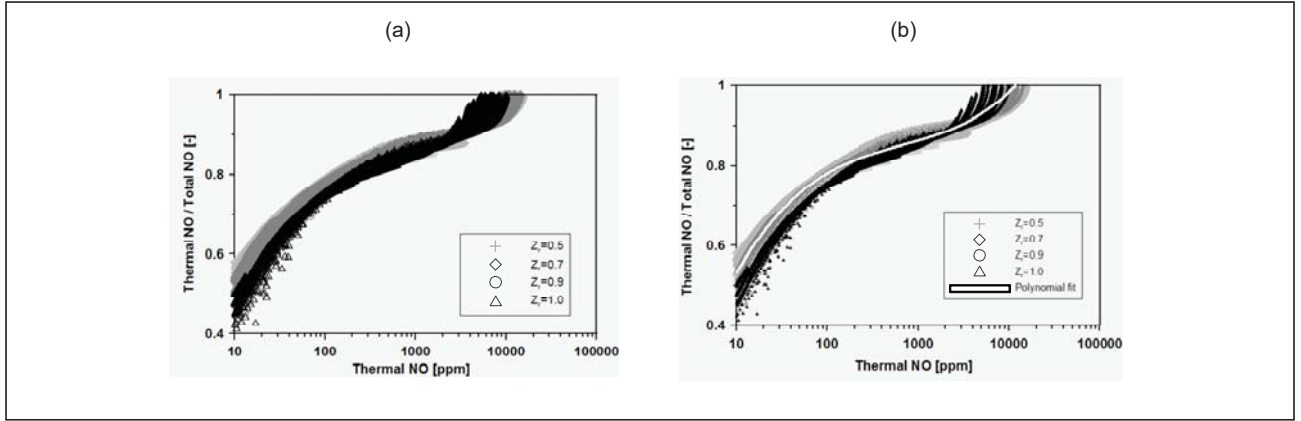 (a)
(b)
Thermal NO / Total NO [-]
1
0.8
0.6
0.4
10
100
1000
10000
100000
Thermal NO [ppm]
Zr=0.5
Zr=0.7
Zr=0.9
Zr=1.0
Thermal NO / Total NO [-]
1
0.8
0.6
0.4
10
100
1000
10000
100000
Thermal NO [ppm]
Zr=0.5
Zr=0.7
Zr=0.9
Zr=1.0
Polynomial fit